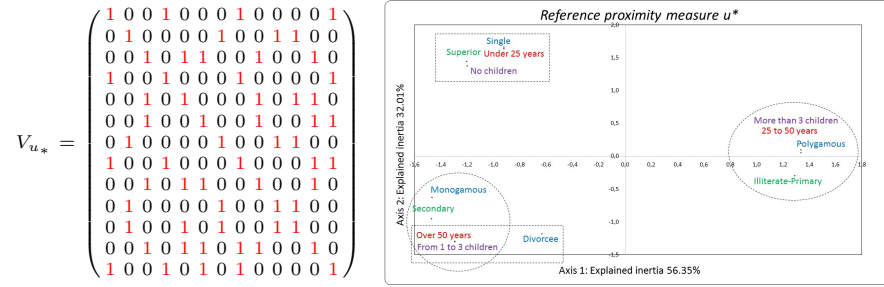 V_{u_*} =
1 0 0 1 0 0 0 1 0 0 0 0 1
0 1 0 0 0 0 1 0 0 1 1 0 0
0 0 1 0 1 1 0 0 1 0 0 1 0
1 0 0 1 0 0 0 1 0 0 0 0 1
0 0 1 0 1 0 0 0 1 0 1 1 0
0 0 1 0 0 1 0 0 1 0 0 1 1
0 1 0 0 0 0 1 0 0 1 1 0 0
1 0 0 1 0 0 0 1 0 0 0 1 1
0 0 1 0 1 1 0 0 1 0 0 1 0
0 1 0 0 0 0 1 0 0 1 1 0 0
0 1 0 0 1 0 1 0 0 1 1 0 0
0 0 1 0 1 1 0 1 1 0 0 1 0
1 0 0 1 0 1 0 1 0 0 0 0 1
Reference proximity measure u*
2,0
Single
Superior
Under 25 years
1,5
No children
1,0
More than 3 children
0,5
25 to 50 years
Polygamous
0,0
-1,6 -1,4 -1,2 -1,0 -0,8 -0,6 -0,4 -0,2 0,0 0,2 0,4 0,6 0,8 1,0 1,2 1,4 1,6 1,8
Illiterate-Primary
Monogamous
-0,5
Secondary
-1,0
Over 50 years
Divorcee
From 1 to 3 children
-1,5
Axis 2: Explained inertia 32.01%
Axis 1: Explained inertia 56.35%